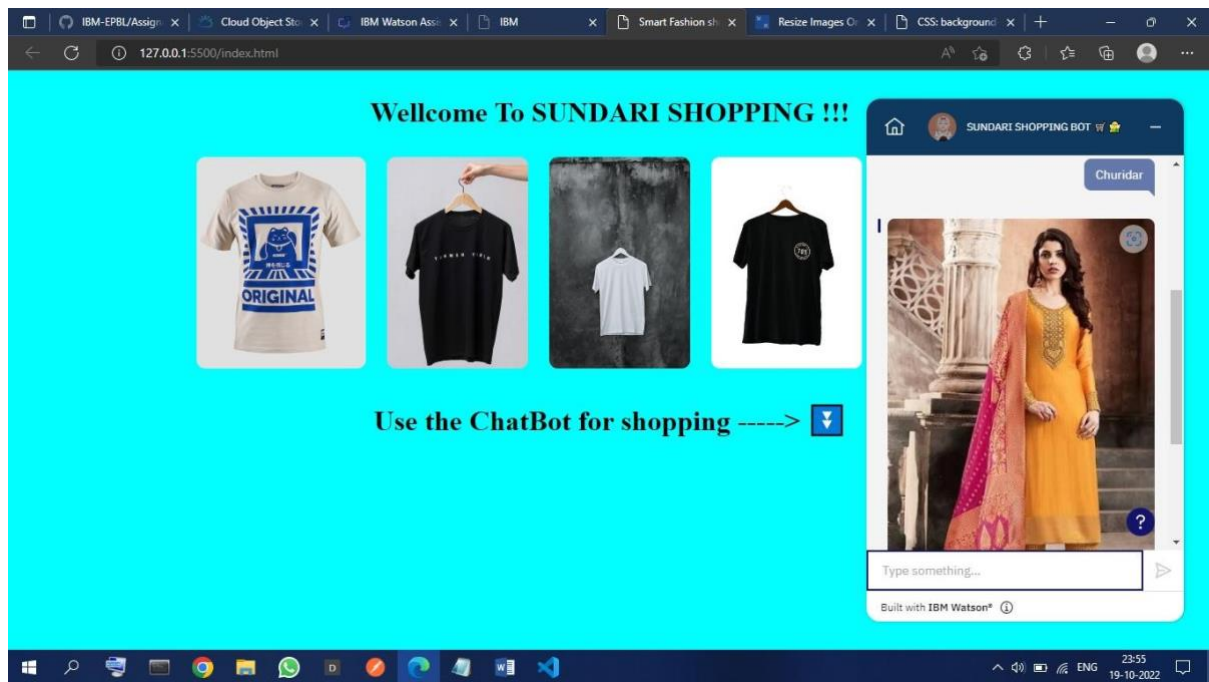 IBM-EPBL/Assign
Cloud Object Sto
IBM Watson Assi
IBM
Smart Fashion sh
Resize Images On
CSS: background
127.0.0.1:5500/index.html
Wellcome To SUNDARI SHOPPING !!!
SUNDARI SHOPPING BOT
Churidar
ORIGINAL
Use the ChatBot for shopping ----->
?
Type something...
Built with IBM Watson®
ENG
23:55
19-10-2022